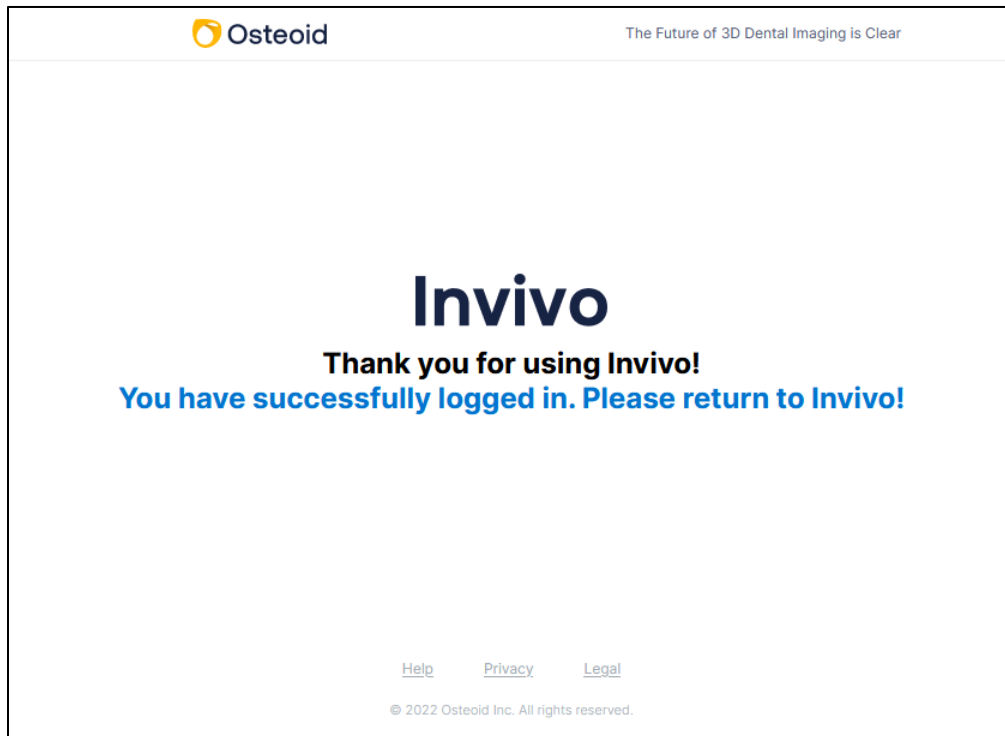 Osteoid
The Future of 3D Dental Imaging is Clear
Invivo
Thank you for using Invivo!
You have successfully logged in. Please return to Invivo!
Help Privacy Legal
© 2022 Osteoid Inc. All rights reserved.